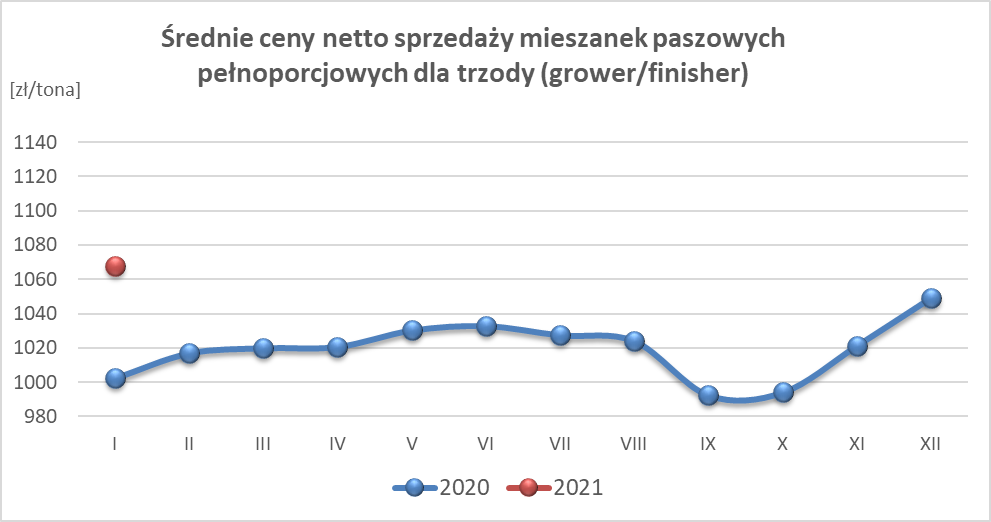 Średnie ceny netto sprzedaży mieszanek paszowych
pełnoporcjowych dla trzody (grower/finisher)
[zł/tona]
1140
1120
1100
1080
1060
1040
1020
1000
980
I II III IV V VI VII VIII IX X XI XII
2020 2021